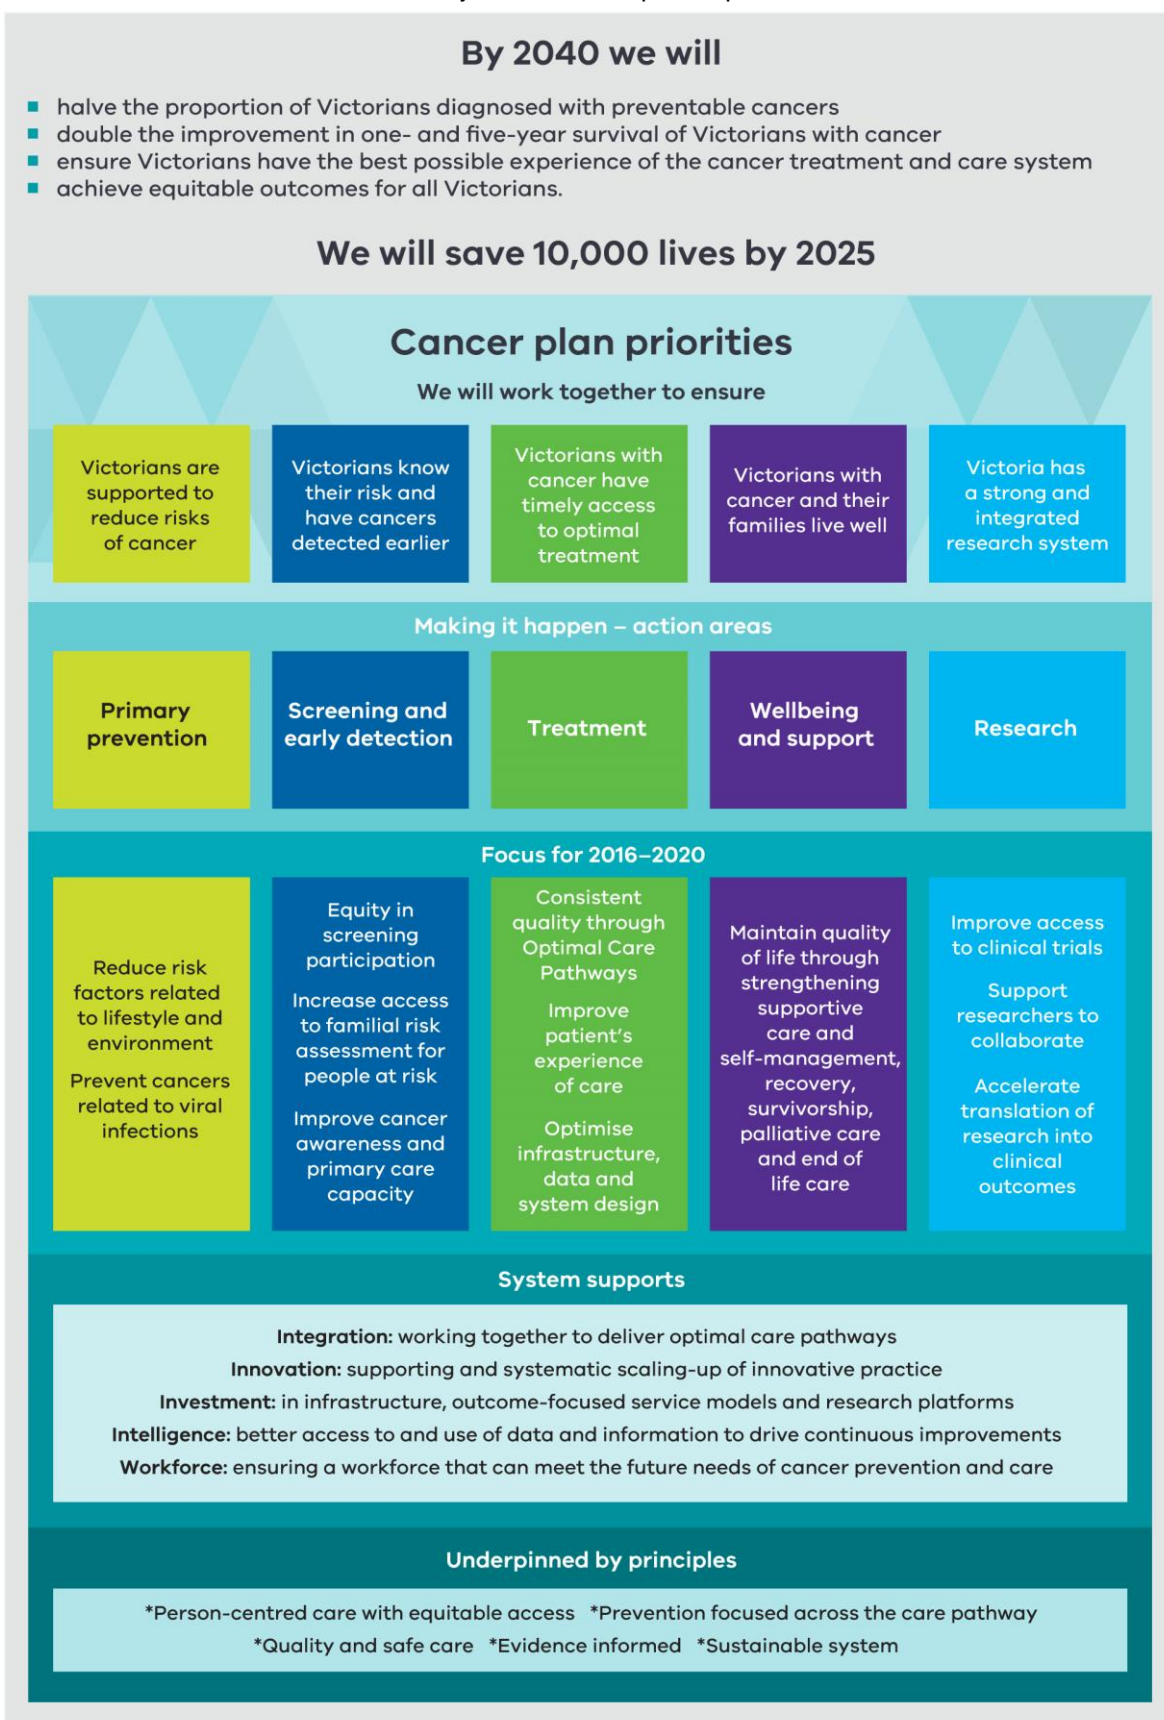 By 2040 we will
halve the proportion of Victorians diagnosed with preventable cancers
double the improvement in one- and five-year survival of Victorians with cancer
ensure Victorians have the best possible experience of the cancer treatment and care system
achieve equitable outcomes for all Victorians.
We will save 10,000 lives by 2025
Cancer plan priorities
We will work together to ensure
Victorians are
supported to
reduce risks
of cancer
Victorians know
their risk and
have cancers
detected earlier
Victorians with
cancer have
timely access
to optimal
treatment
Victorians with
cancer and their
families live well
Victoria has
a strong and
integrated
research system
Making it happen – action areas
Primary
prevention
Screening and
early detection
Treatment
Wellbeing
and support
Research
Focus for 2016–2020
Reduce risk
factors related
to lifestyle and
environment
Prevent cancers
related to viral
infections
Equity in
screening
participation
Increase access
to familial risk
assessment for
people at risk
Improve cancer
awareness and
primary care
capacity
Consistent
quality through
Optimal Care
Pathways
Improve
patient's
experience
of care
Optimise
infrastructure,
data and
system design
Maintain quality
of life through
strengthening
supportive
care and
self-management,
recovery,
survivorship,
palliative care
and end of
life care
Improve access
to clinical trials
Support
researchers to
collaborate
Accelerate
translation of
research into
clinical
outcomes
System supports
Integration: working together to deliver optimal care pathways
Innovation: supporting and systematic scaling-up of innovative practice
Investment: in infrastructure, outcome-focused service models and research platforms
Intelligence: better access to and use of data and information to drive continuous improvements
Workforce: ensuring a workforce that can meet the future needs of cancer prevention and care
Underpinned by principles
*Person-centred care with equitable access *Prevention focused across the care pathway
*Quality and safe care *Evidence informed *Sustainable system